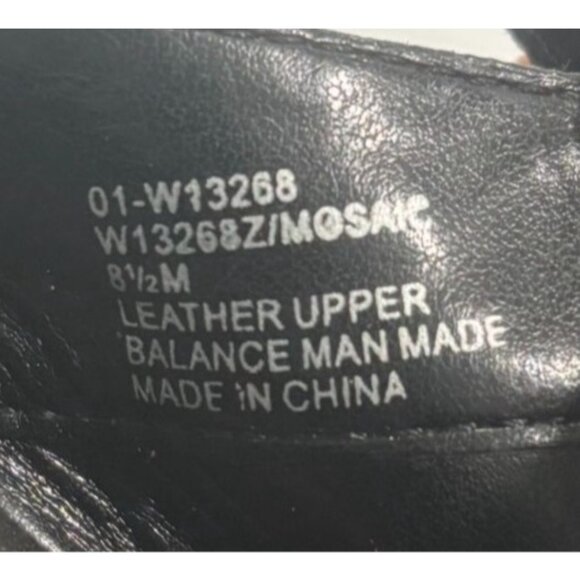 01-W13268
W13268Z/MOSAIC
8½M
LEATHER UPPER
BALANCE MAN MADE
MADE IN CHINA